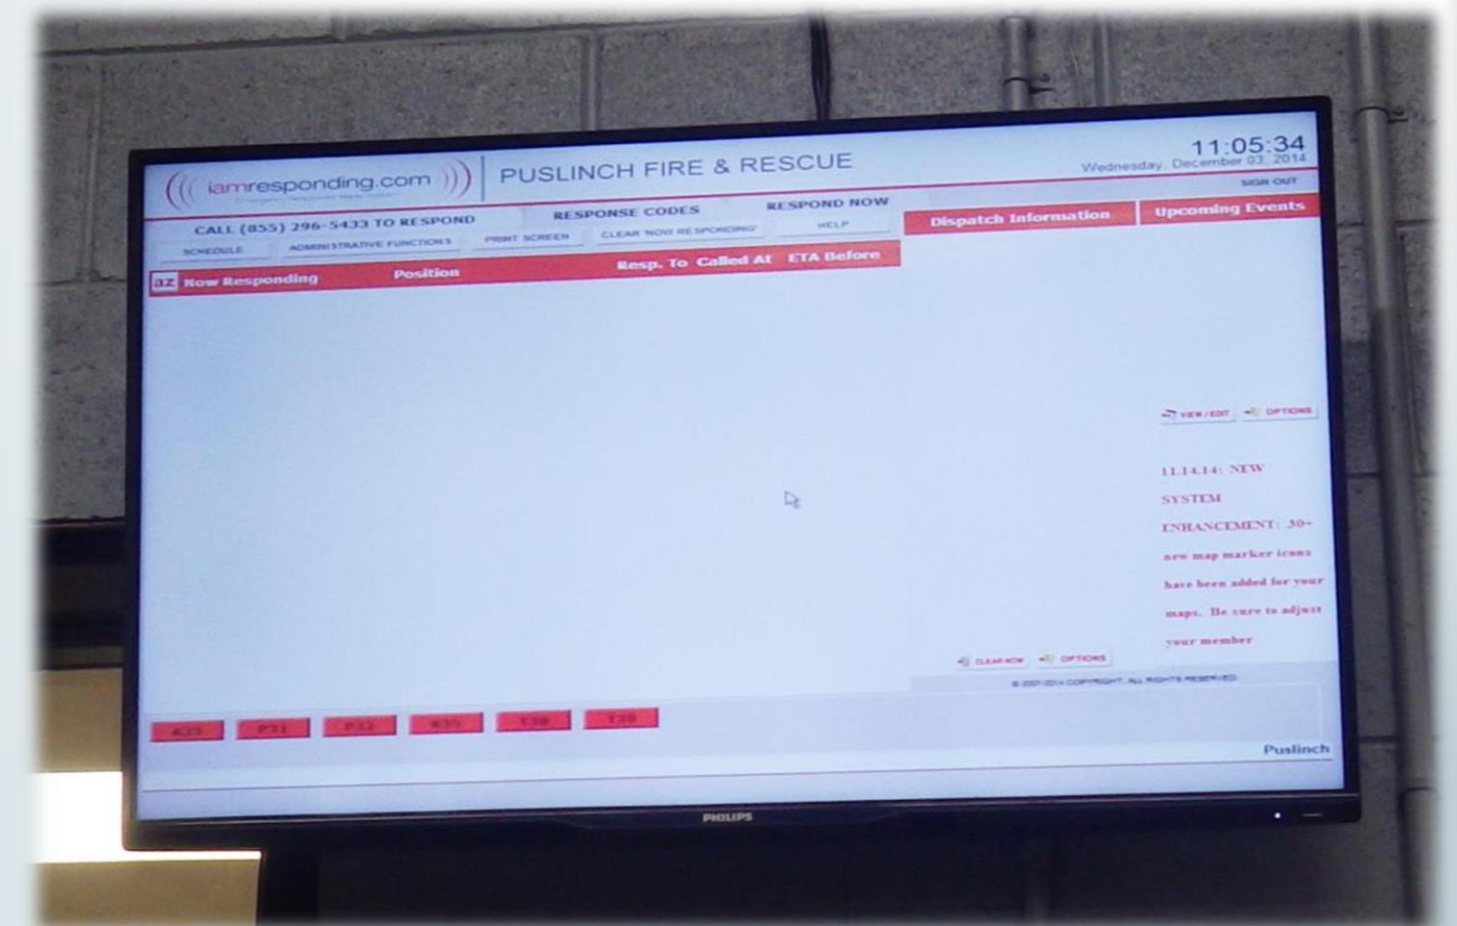 iamresponding.com
PUSLINCH FIRE & RESCUE
11:05:34
Wednesday, December 03, 2014
SIGN OUT
CALL (855) 296-5433 TO RESPOND
RESPONSE CODES
RESPOND NOW
SCHEDULE
ADMINISTRATIVE FUNCTIONS
PRINT SCREEN
CLEAR 'NOW RESPONDING'
HELP
Dispatch Information
Upcoming Events
az Now Responding Position Resp. To Called At ETA Before
VIEW / EDIT
OPTIONS
11.14.14: NEW
SYSTEM
ENHANCEMENT: 30+
new map marker icons
have been added for your
maps. Be sure to adjust
your member
CLEAR NOW
OPTIONS
© 2007-2014 COPYRIGHT, ALL RIGHTS RESERVED.
P31
P32
Puslinch
PHILIPS